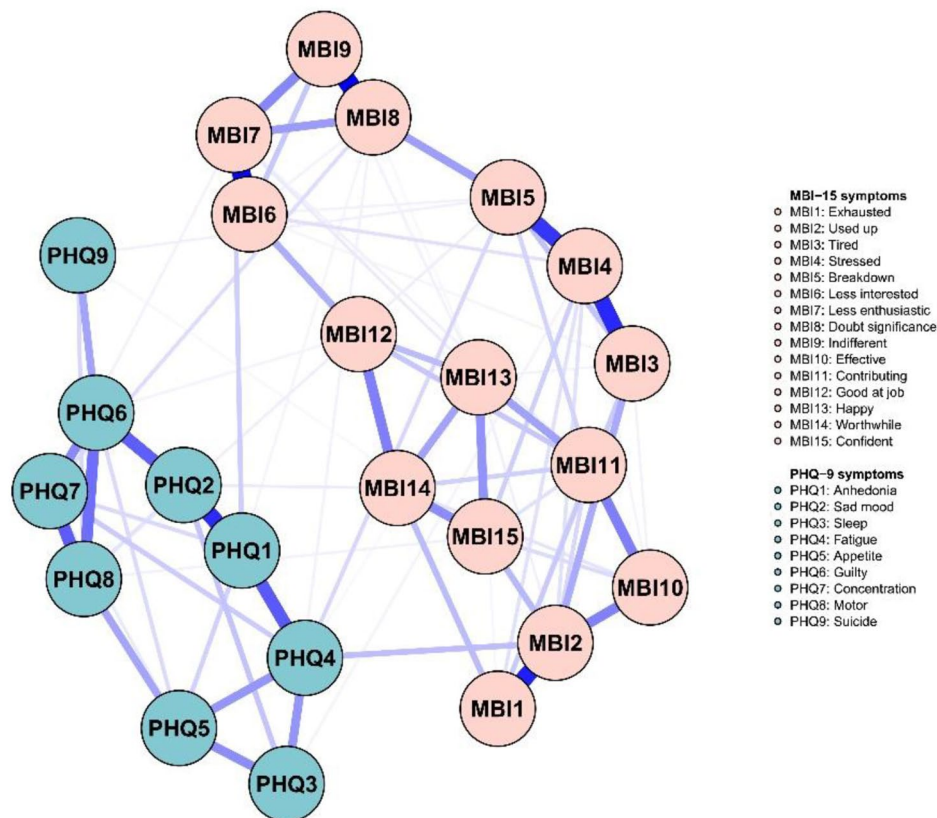 MBI9
MBI8
MBI7
MBI6
MBI5
MBI4
PHQ9
MBI12
MBI3
MBI13
PHQ6
MBI11
PHQ7
PHQ2
MBI14
MBI15
PHQ1
PHQ8
MBI10
PHQ4
MBI2
MBI1
PHQ5
PHQ3
MBI−15 symptoms
MBI1: Exhausted
MBI2: Used up
MBI3: Tired
MBI4: Stressed
MBI5: Breakdown
MBI6: Less interested
MBI7: Less enthusiastic
MBI8: Doubt significance
MBI9: Indifferent
MBI10: Effective
MBI11: Contributing
MBI12: Good at job
MBI13: Happy
MBI14: Worthwhile
MBI15: Confident
PHQ−9 symptoms
PHQ1: Anhedonia
PHQ2: Sad mood
PHQ3: Sleep
PHQ4: Fatigue
PHQ5: Appetite
PHQ6: Guilty
PHQ7: Concentration
PHQ8: Motor
PHQ9: Suicide